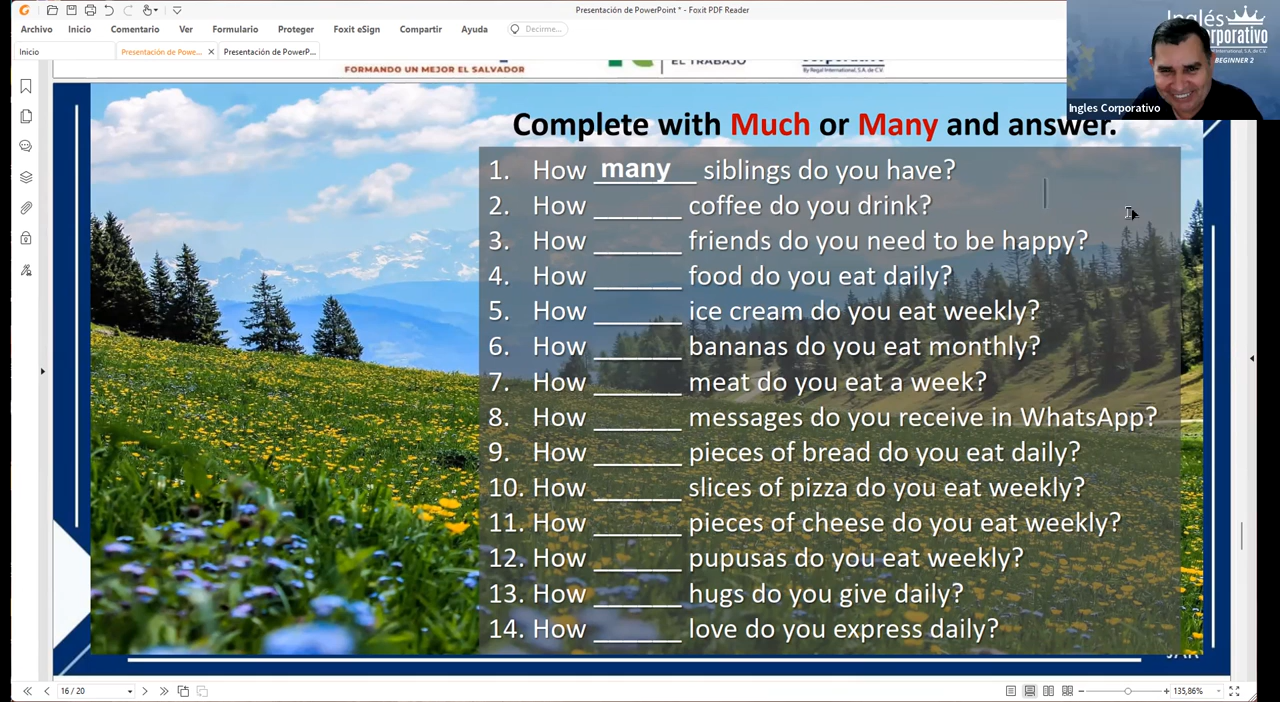 Presentación de PowerPoint * - Foxit PDF Reader
Archivo Inicio Comentario Ver Formulario Proteger Foxit eSign Compartir Ayuda Decirme...
Inicio Presentación de Powe... Presentación de PowerP...
FORMANDO UN MEJOR EL SALVADOR
EL TRABAJO
By Regal International, S.A. de C.V.
Inglés
BEGINNER 2
Ingles Corporativo
Complete with Much or Many and answer.
1. How many siblings do you have?
2. How ______ coffee do you drink?
3. How ______ friends do you need to be happy?
4. How ______ food do you eat daily?
5. How ______ ice cream do you eat weekly?
6. How ______ bananas do you eat monthly?
7. How ______ meat do you eat a week?
8. How ______ messages do you receive in WhatsApp?
9. How ______ pieces of bread do you eat daily?
10. How ______ slices of pizza do you eat weekly?
11. How ______ pieces of cheese do you eat weekly?
12. How ______ pupusas do you eat weekly?
13. How ______ hugs do you give daily?
14. How ______ love do you express daily?
16 / 20
135,86%